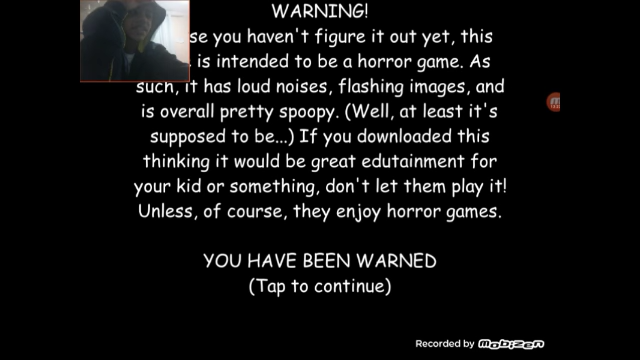 WARNING!
se you haven't figure it out yet, this
is intended to be a horror game. As
such, it has loud noises, flashing images, and
is overall pretty spoopy. (Well, at least it's
supposed to be...) If you downloaded this
thinking it would be great edutainment for
your kid or something, don't let them play it!
Unless, of course, they enjoy horror games.
YOU HAVE BEEN WARNED
(Tap to continue)
Recorded by Mobizen